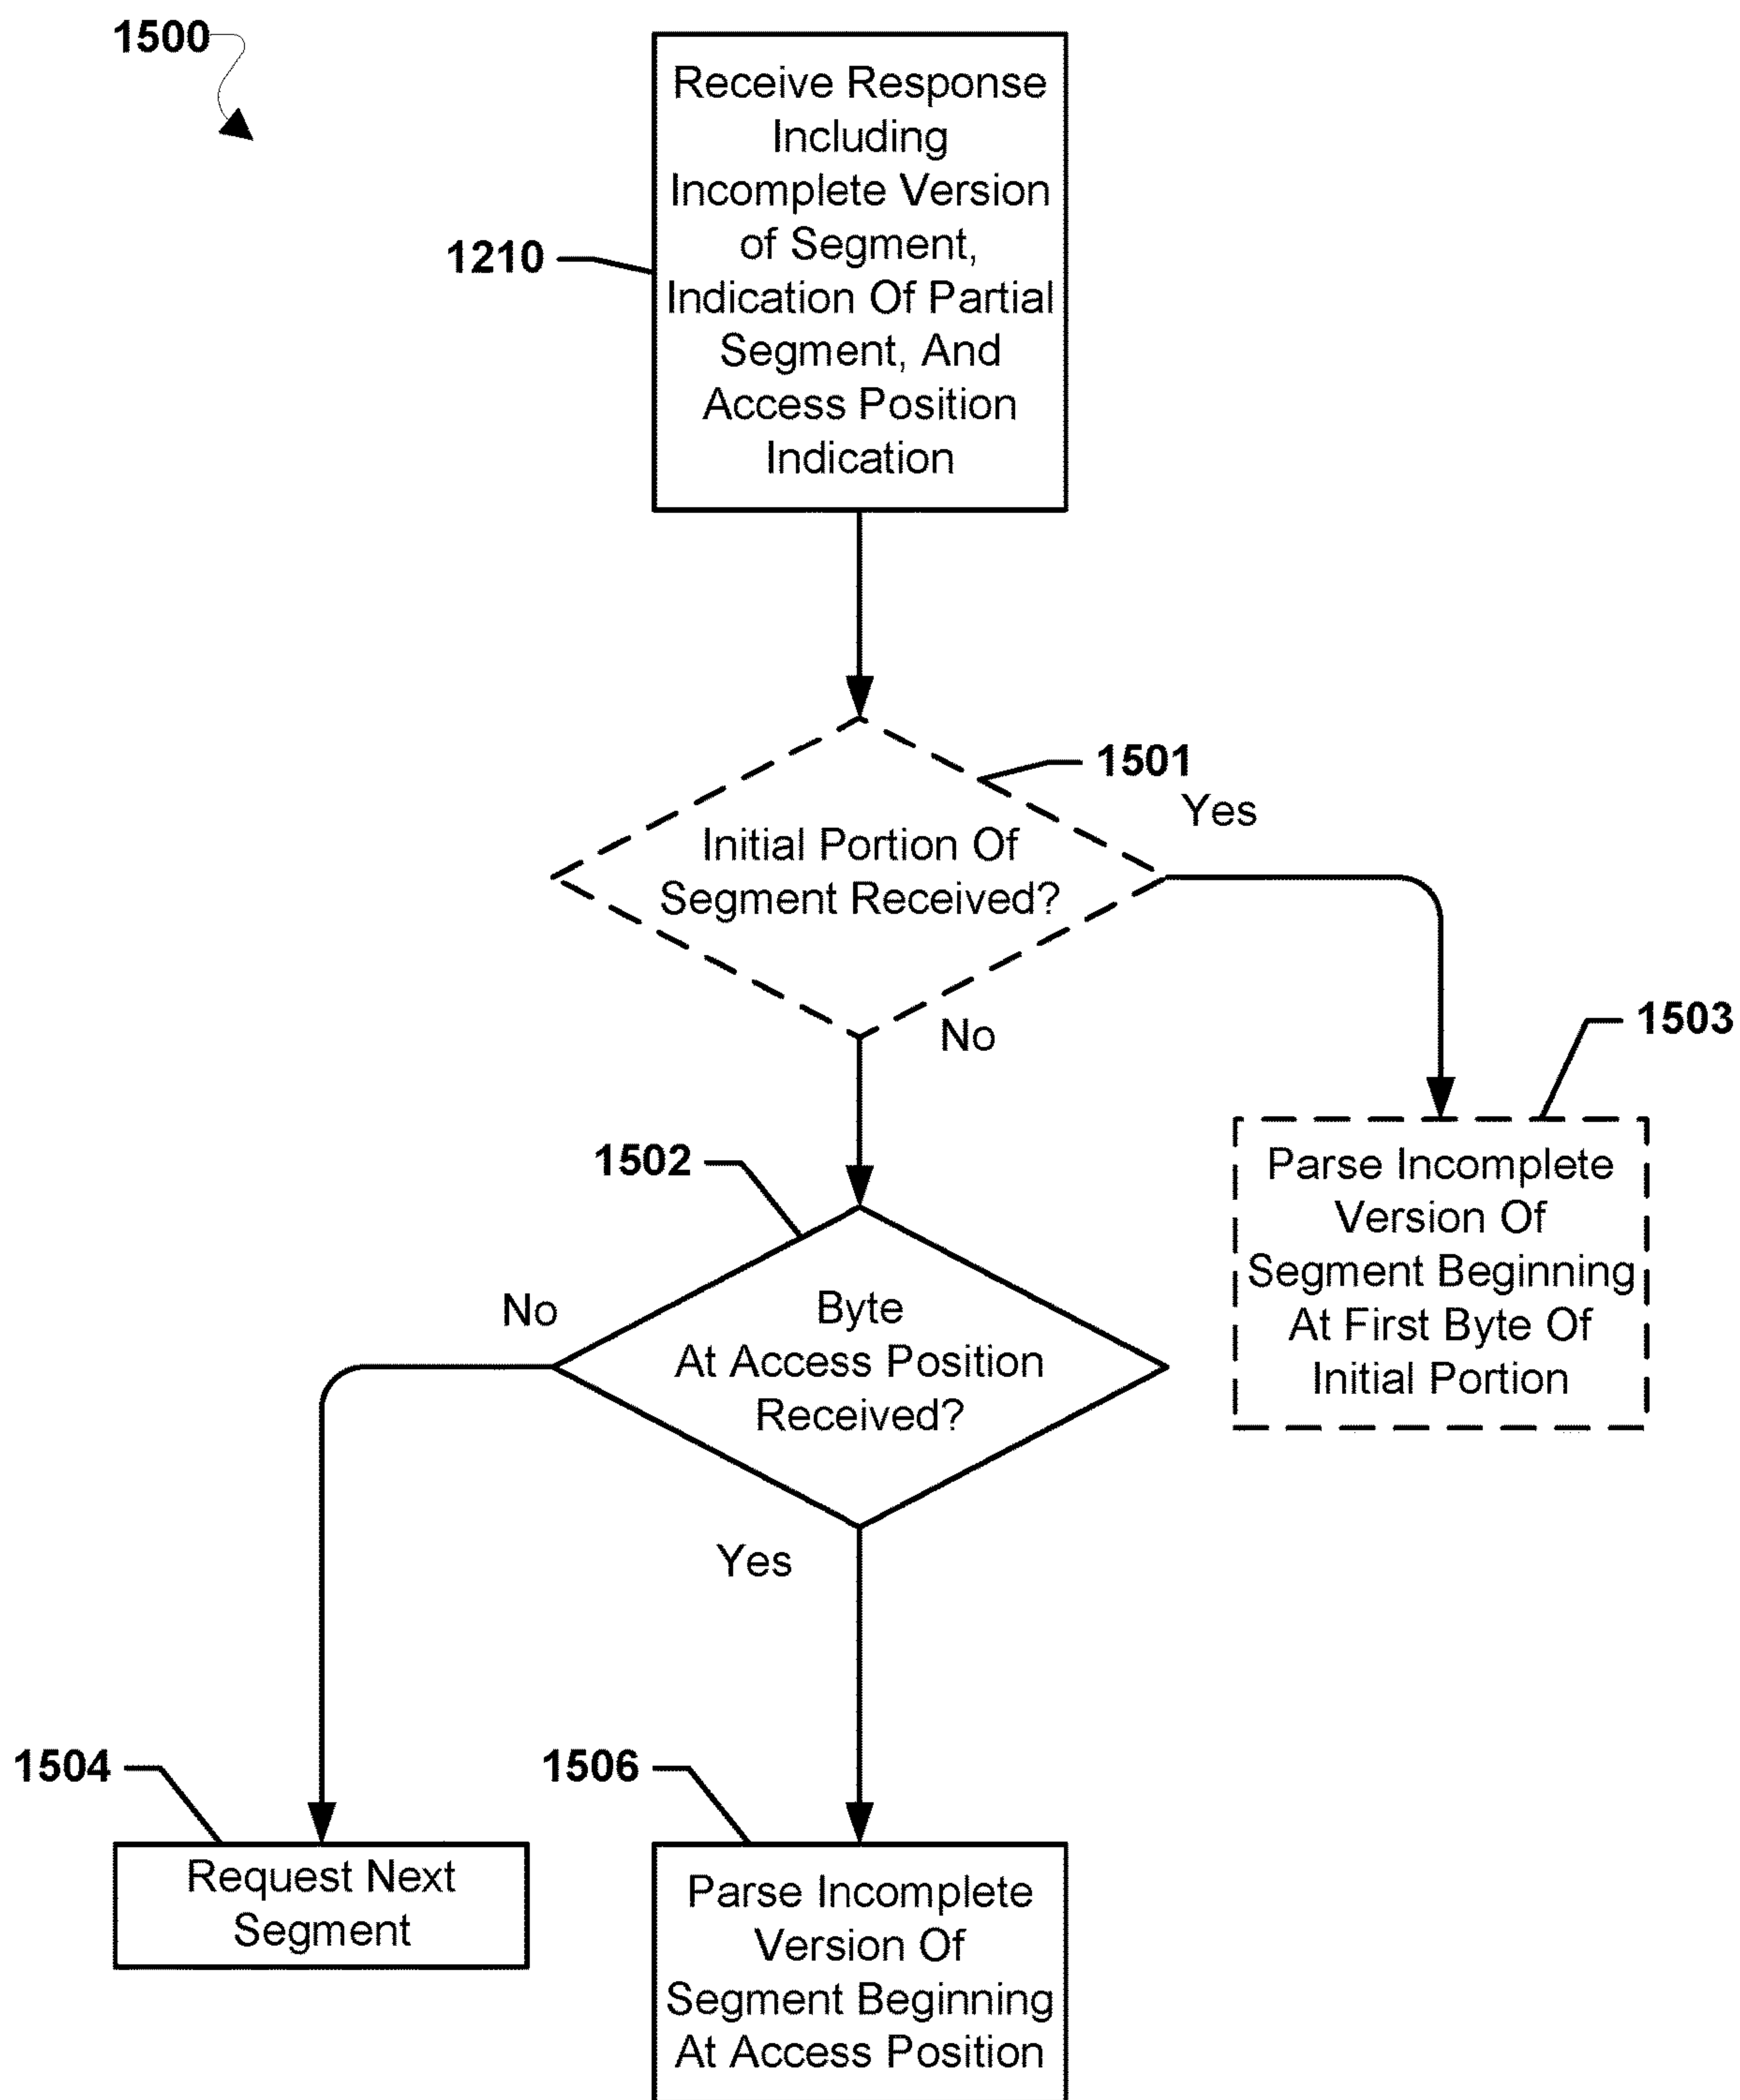 1500
Receive Response
Including
Incomplete Version
of Segment,
Indication Of Partial
Segment, And
Access Position
Indication
1210
1501
Yes
Initial Portion Of
Segment Received?
No
1503
Parse Incomplete
Version Of
Segment Beginning
At First Byte Of
Initial Portion
1502
No
Byte
At Access Position
Received?
Yes
1504
Request Next
Segment
1506
Parse Incomplete
Version Of
Segment Beginning
At Access Position